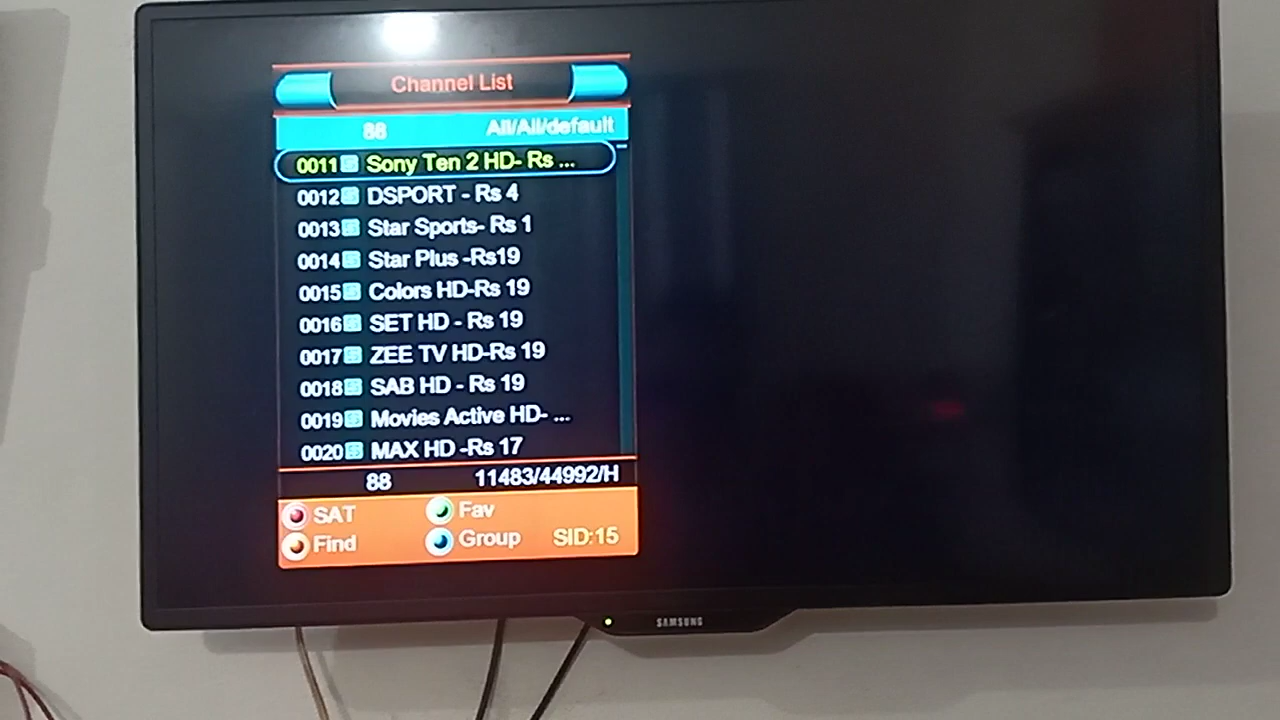 Channel List
88 All/All/default
0011 Sony Ten 2 HD- Rs ...
0012 DSPORT - Rs 4
0013 Star Sports- Rs 1
0014 Star Plus -Rs19
0015 Colors HD-Rs 19
0016 SET HD - Rs 19
0017 ZEE TV HD-Rs 19
0018 SAB HD - Rs 19
0019 Movies Active HD- ...
0020 MAX HD -Rs 17
88 11483/44992/H
SAT Fav
Find Group SID:15
SAMSUNG